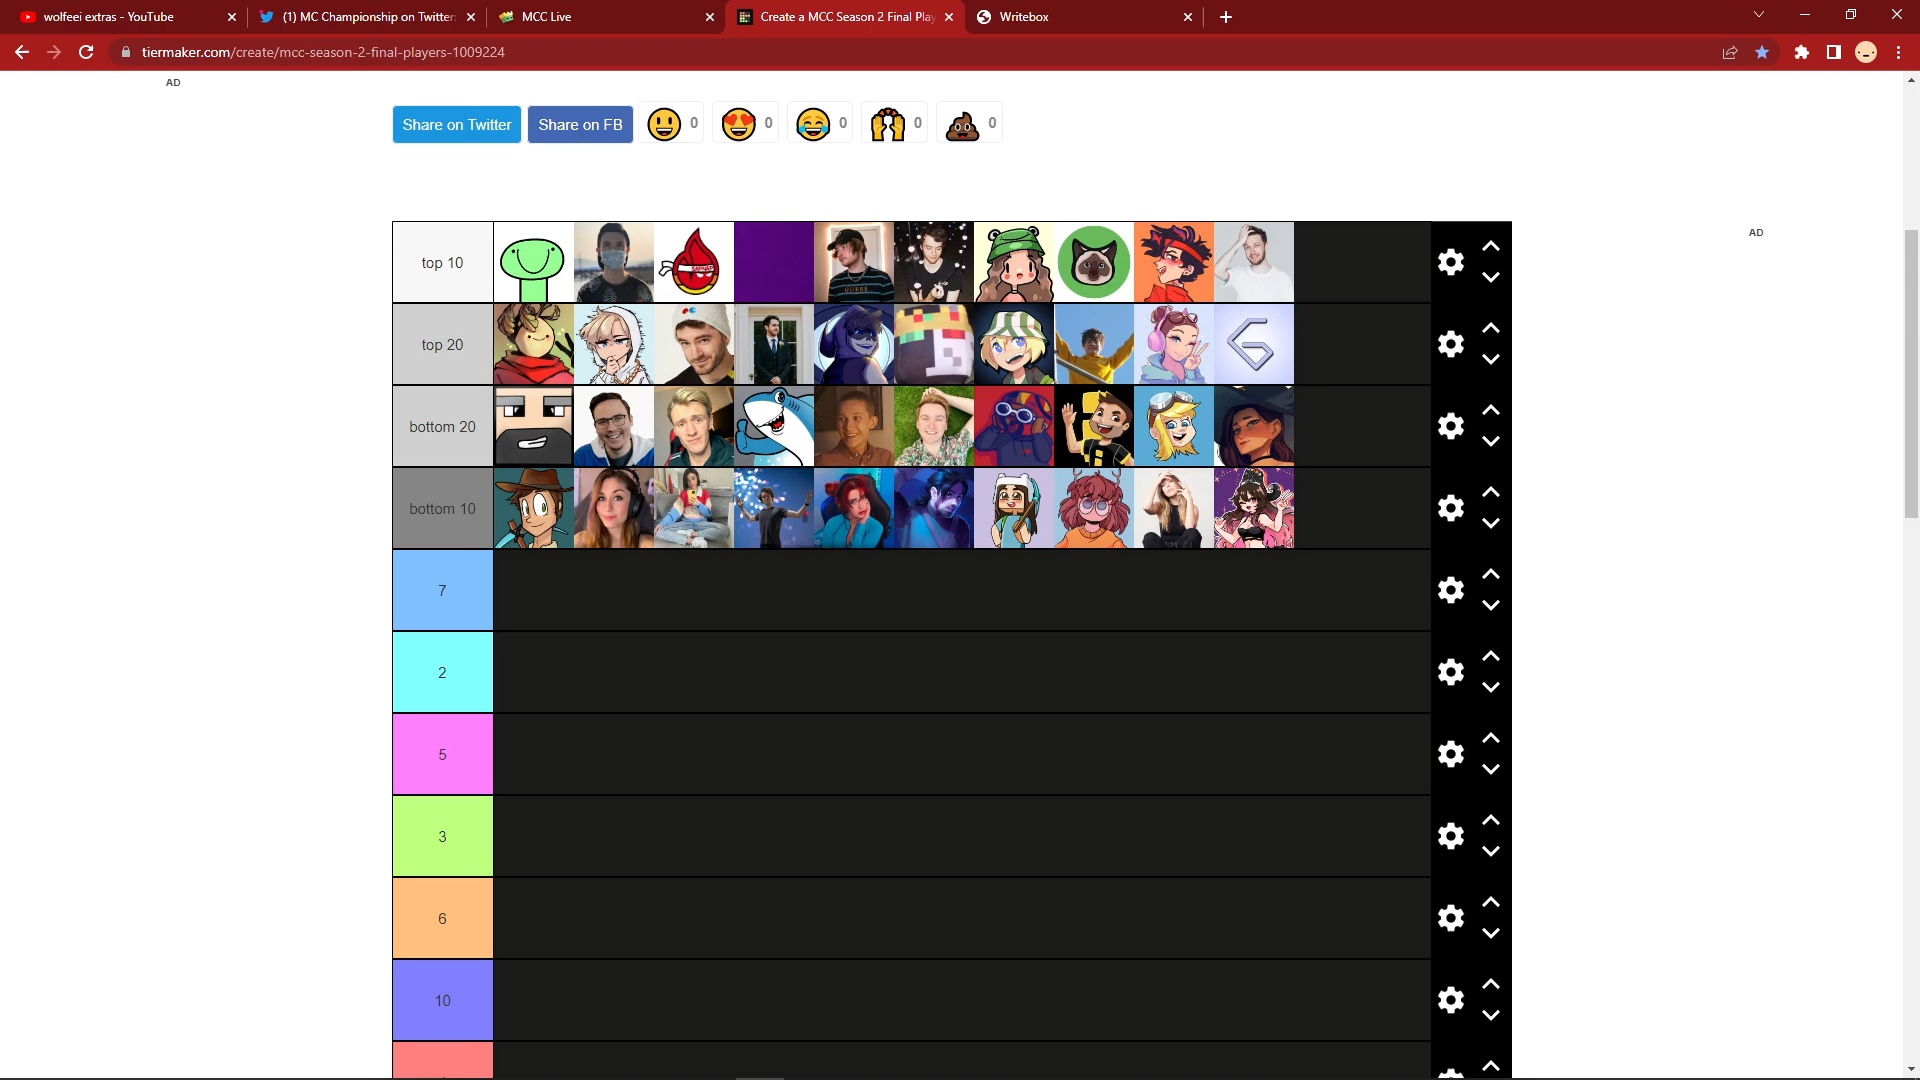 wolfeei extras - YouTube
(1) MC Championship on Twitter:
MCC Live
Create a MCC Season 2 Final Play
Writebox
tiermaker.com/create/mcc-season-2-final-players-1009224
AD
Share on Twitter
Share on FB
0
0
0
0
0
AD
top 10
SAPNAP
GUESS
top 20
bottom 20
bottom 10
7
2
5
3
6
10